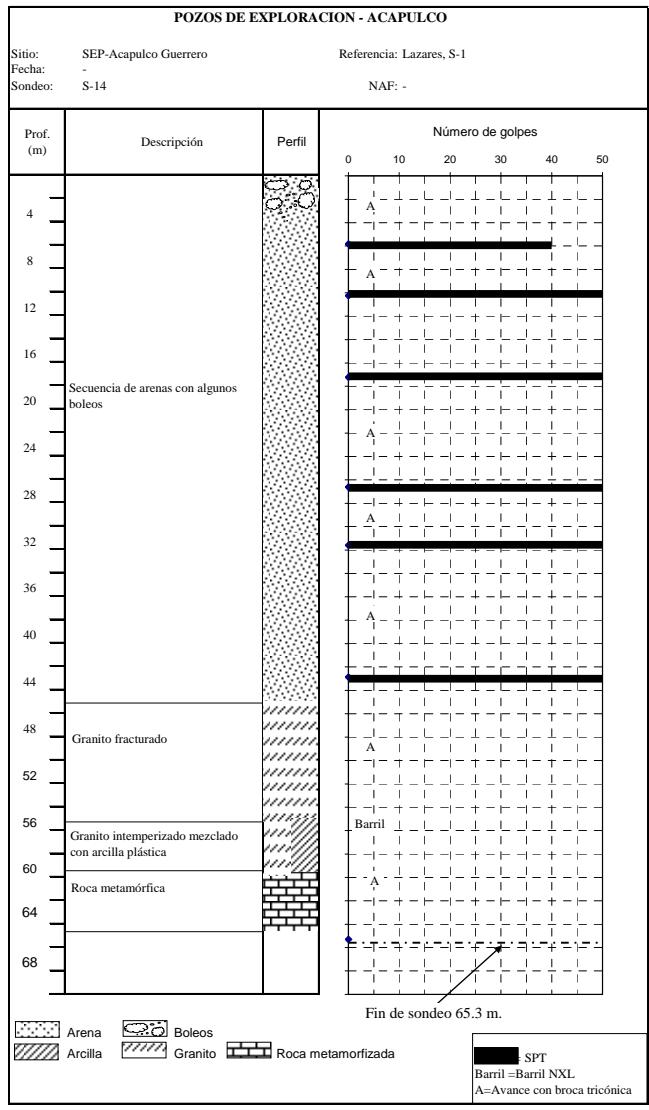 POZOS DE EXPLORACION - ACAPULCO
Sitio: SEP-Acapulco Guerrero Referencia: Lazares, S-1
Fecha: -
Sondeo: S-14 NAF: -
Prof.
(m)
Descripción
Perfil
Número de golpes
0 10 20 30 40 50
4
8
12
16
20
24
28
32
36
40
44
48
52
56
60
64
68
Secuencia de arenas con algunos
boleos
Granito fracturado
Granito intemperizado mezclado
con arcilla plástica
Roca metamórfica
A
A
A
A
A
A
Barril
A
Fin de sondeo 65.3 m.
Arena Boleos
Arcilla Granito Roca metamorfizada
= SPT
Barril =Barril NXL
A=Avance con broca tricónica